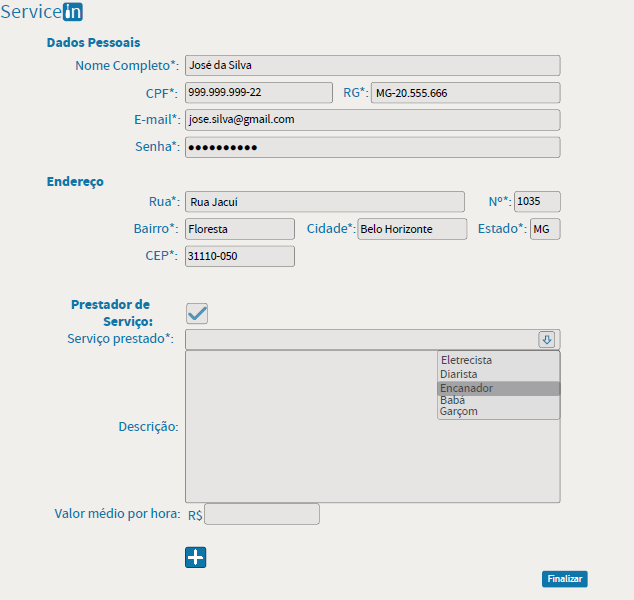 Servicein
Dados Pessoais
Nome Completo*: José da Silva
CPF*: 999.999.999-22 RG*: MG-20.555.666
E-mail*: jose.silva@gmail.com
Senha*: ●●●●●●●●●●
Endereço
Rua*: Rua Jacuí Nº*: 1035
Bairro*: Floresta Cidade*: Belo Horizonte Estado*: MG
CEP*: 31110-050
Prestador de
Serviço:
Serviço prestado*:
Eletrecista
Diarista
Encanador
Babá
Garçom
Descrição:
Valor médio por hora: R$
Finalizar